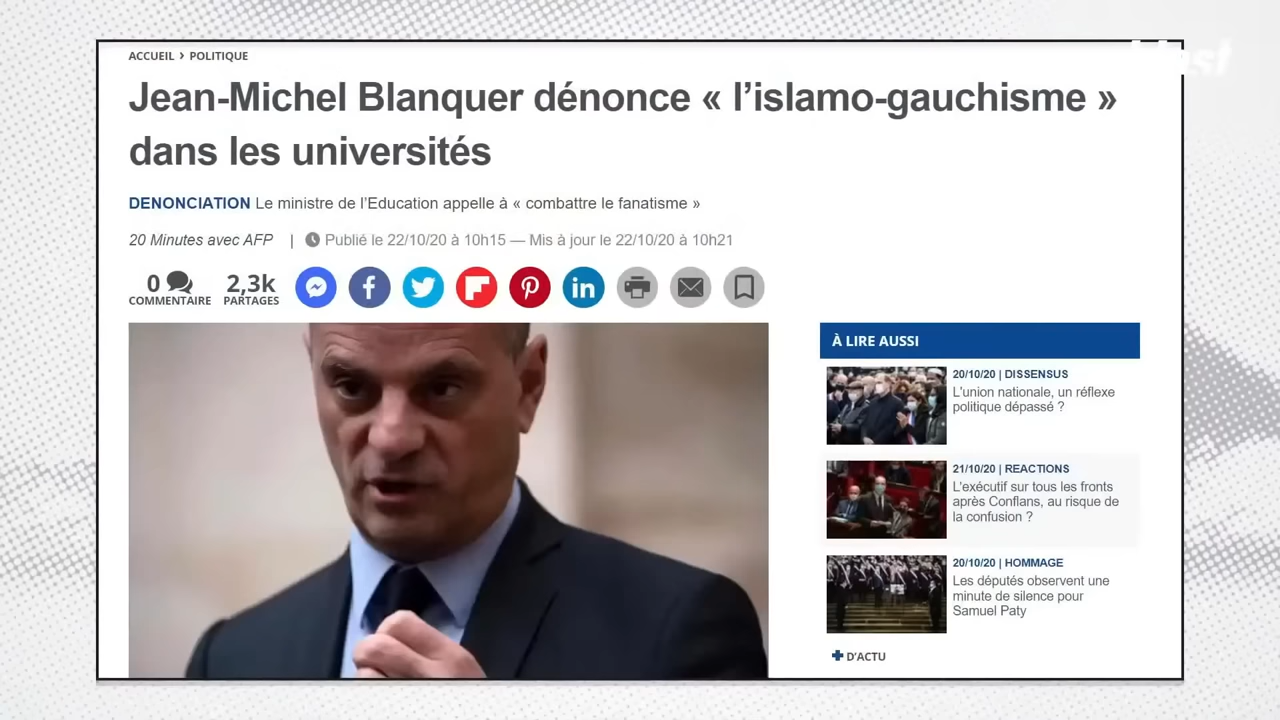 ACCUEIL › POLITIQUE
Jean-Michel Blanquer dénonce « l'islamo-gauchisme »
dans les universités
DENONCIATION Le ministre de l'Education appelle à « combattre le fanatisme »
20 Minutes avec AFP | Publié le 22/10/20 à 10h15 — Mis à jour le 22/10/20 à 10h21
0 2,3k
COMMENTAIRE PARTAGES
À LIRE AUSSI
20/10/20 | DISSENSUS
L'union nationale, un réflexe
politique dépassé ?
21/10/20 | REACTIONS
L'exécutif sur tous les fronts
après Conflans, au risque de
la confusion ?
20/10/20 | HOMMAGE
Les députés observent une
minute de silence pour
Samuel Paty
+ D'ACTU